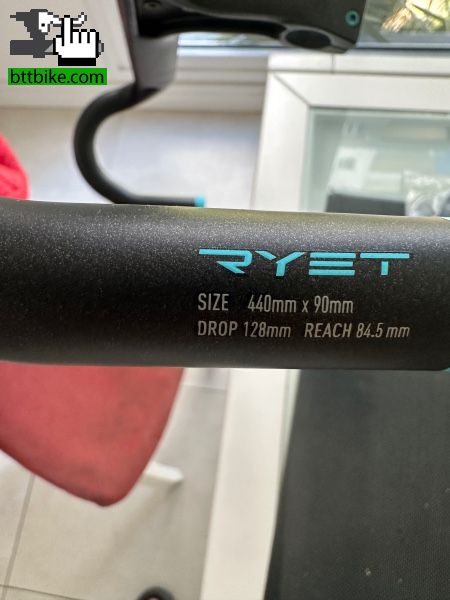 bttbike.com
RYET
SIZE 440mm x 90mm
DROP 128mm REACH 84.5 mm